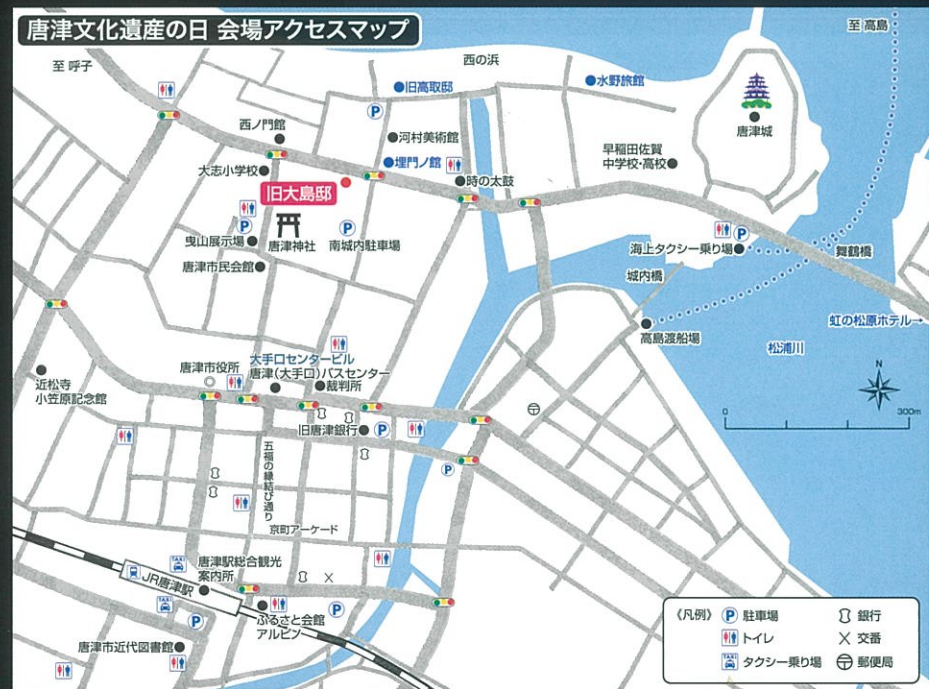 唐津文化遺産の日 会場アクセスマップ
至 高島
至 呼子
西の浜
旧高取邸
水野旅館
P
唐津城
西ノ門館
河村美術館
早稲田佐賀
中学校・高校
大志小学校
埋門ノ館
時の太鼓
旧大島邸
P
P
曳山展示場
唐津神社
南城内駐車場
P
海上タクシー乗り場
舞鶴橋
唐津市民会館
城内橋
虹の松原ホテル→
高島渡船場
松浦川
N
近松寺
小笠原記念館
唐津市役所
大手口センタービル
唐津(大手口)バスセンター
裁判所
0 300m
旧唐津銀行
P
五福の縁結び通り
P
京町アーケード
TAXI
唐津駅総合観光
案内所
JR唐津駅
TAXI
P
ふるさと会館
アルピノ
P
唐津市近代図書館
《凡例》
P 駐車場
銀行
トイレ
交番
TAXI タクシー乗り場
郵便局